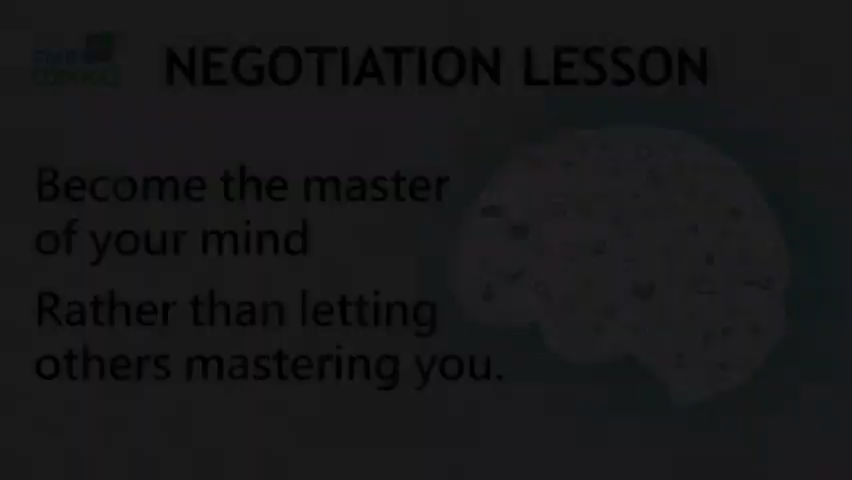 NEGOTIATION LESSON
Become the master
of your mind
Rather than letting
others mastering you.